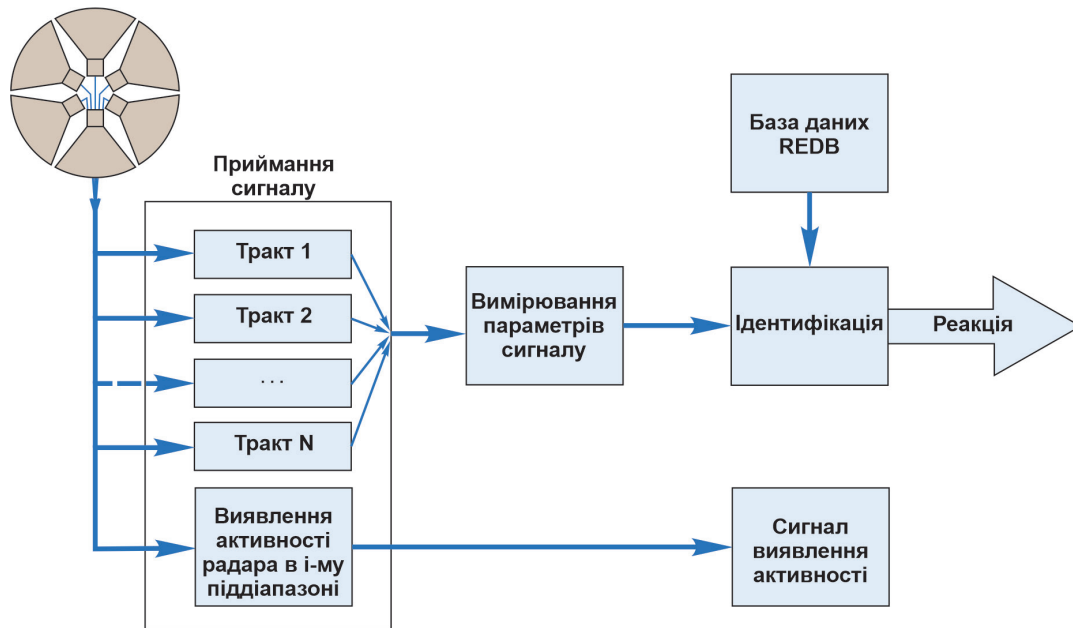 Приймання
сигналу
Тракт 1
Тракт 2
...
Тракт N
Виявлення
активності
радара в i-му
піддіапазоні
Вимірювання
параметрів
сигналу
База даних
REDB
Ідентифікація
Реакція
Сигнал
виявлення
активності